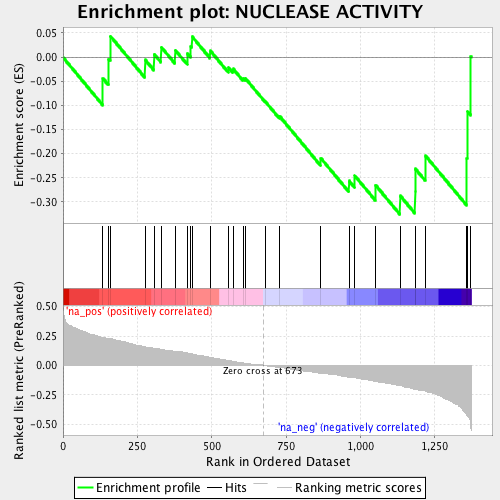 Enrichment plot: NUCLEASE ACTIVITY
Enrichment score (ES)
0.05
0.00
-0.05
-0.10
-0.15
-0.20
-0.25
-0.30
Ranked list metric (PreRanked)
0.50
0.25
0.00
-0.25
-0.50
'na_pos' (positively correlated)
Zero cross at 673
'na_neg' (negatively correlated)
0
250
500
750
1,000
1,250
Rank in Ordered Dataset
Enrichment profile
Hits
Ranking metric scores